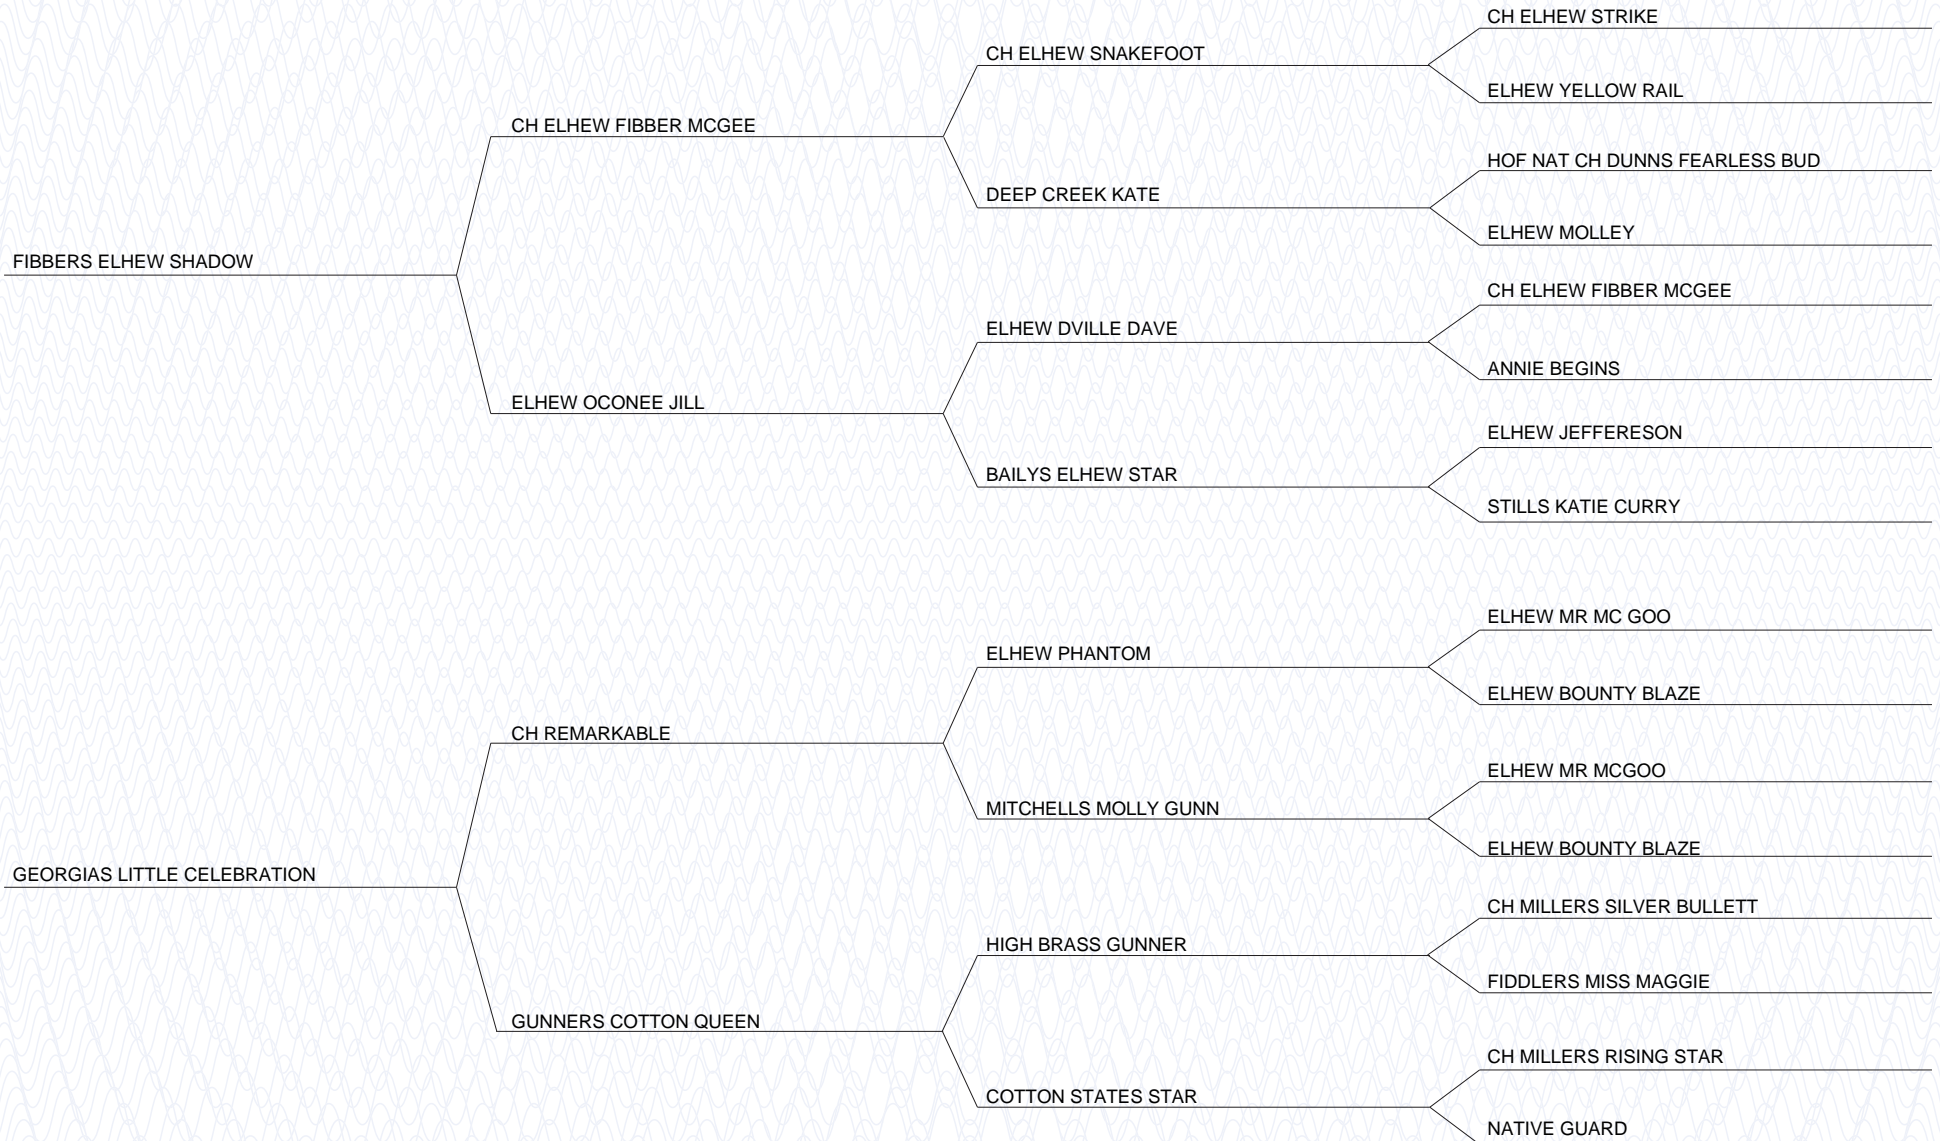 CH ELHEW STRIKE
CH ELHEW SNAKEFOOT
ELHEW YELLOW RAIL
CH ELHEW FIBBER MCGEE
HOF NAT CH DUNNS FEARLESS BUD
DEEP CREEK KATE
ELHEW MOLLEY
FIBBERS ELHEW SHADOW
CH ELHEW FIBBER MCGEE
ELHEW DVILLE DAVE
ANNIE BEGINS
ELHEW OCONEE JILL
ELHEW JEFFERESON
BAILYS ELHEW STAR
STILLS KATIE CURRY
ELHEW MR MC GOO
ELHEW PHANTOM
ELHEW BOUNTY BLAZE
CH REMARKABLE
ELHEW MR MCGOO
MITCHELLS MOLLY GUNN
ELHEW BOUNTY BLAZE
GEORGIAS LITTLE CELEBRATION
CH MILLERS SILVER BULLETT
HIGH BRASS GUNNER
FIDDLERS MISS MAGGIE
GUNNERS COTTON QUEEN
CH MILLERS RISING STAR
COTTON STATES STAR
NATIVE GUARD